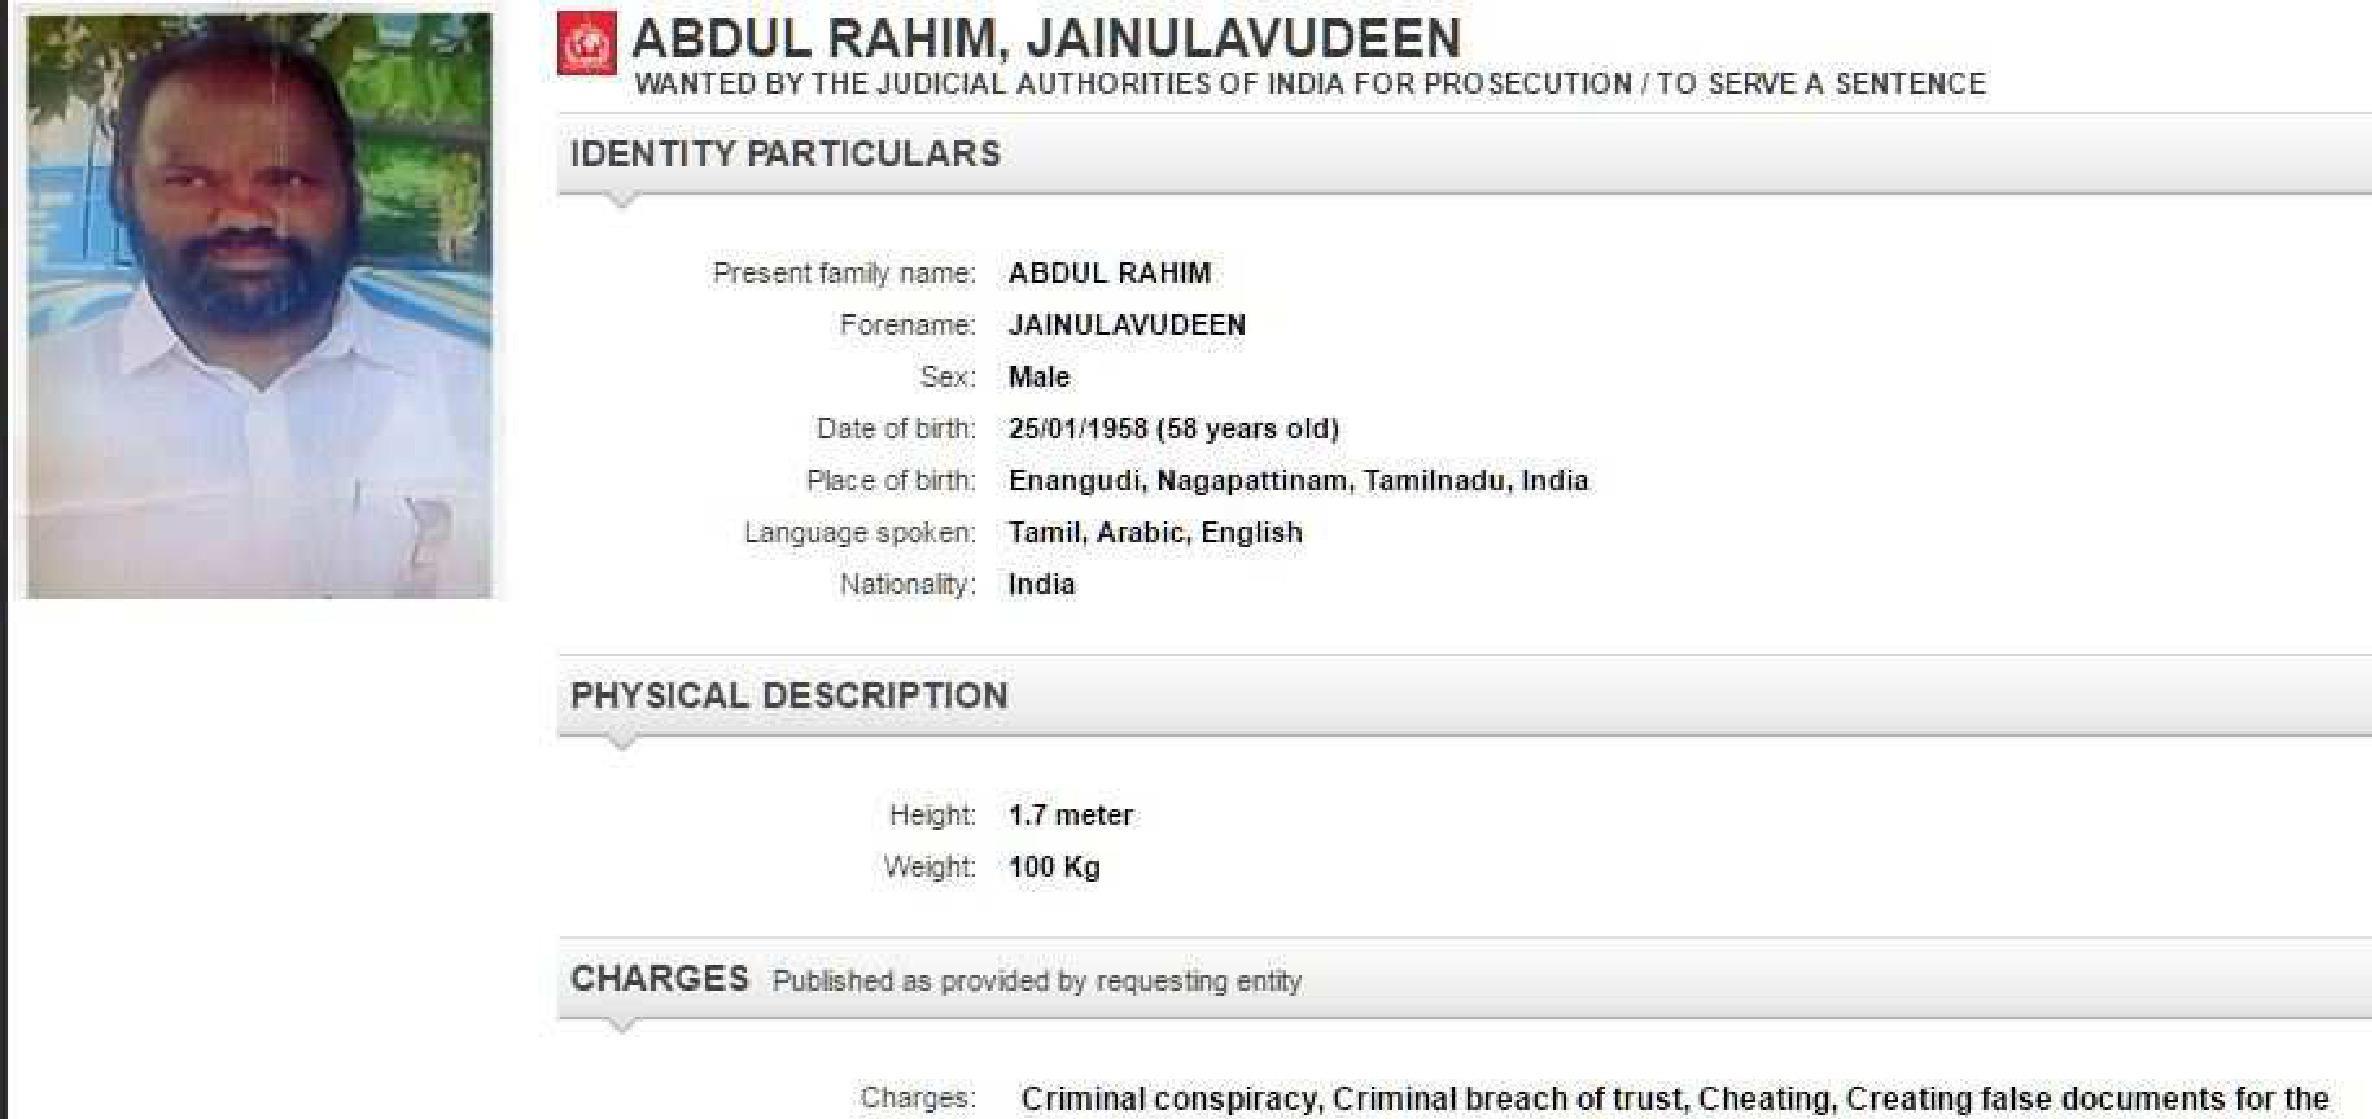 ABDUL RAHIM, JAINULAVUDEEN
WANTED BY THE JUDICIAL AUTHORITIES OF INDIA FOR PROSECUTION / TO SERVE A SENTENCE
IDENTITY PARTICULARS
Present family name: ABDUL RAHIM
Forename: JAINULAVUDEEN
Sex: Male
Date of birth: 25/01/1958 (58 years old)
Place of birth: Enangudi, Nagapattinam, Tamilnadu, India
Language spoken: Tamil, Arabic, English
Nationality: India
PHYSICAL DESCRIPTION
Height: 1.7 meter
Weight: 100 Kg
CHARGES Published as provided by requesting entity
Charges: Criminal conspiracy, Criminal breach of trust, Cheating, Creating false documents for the